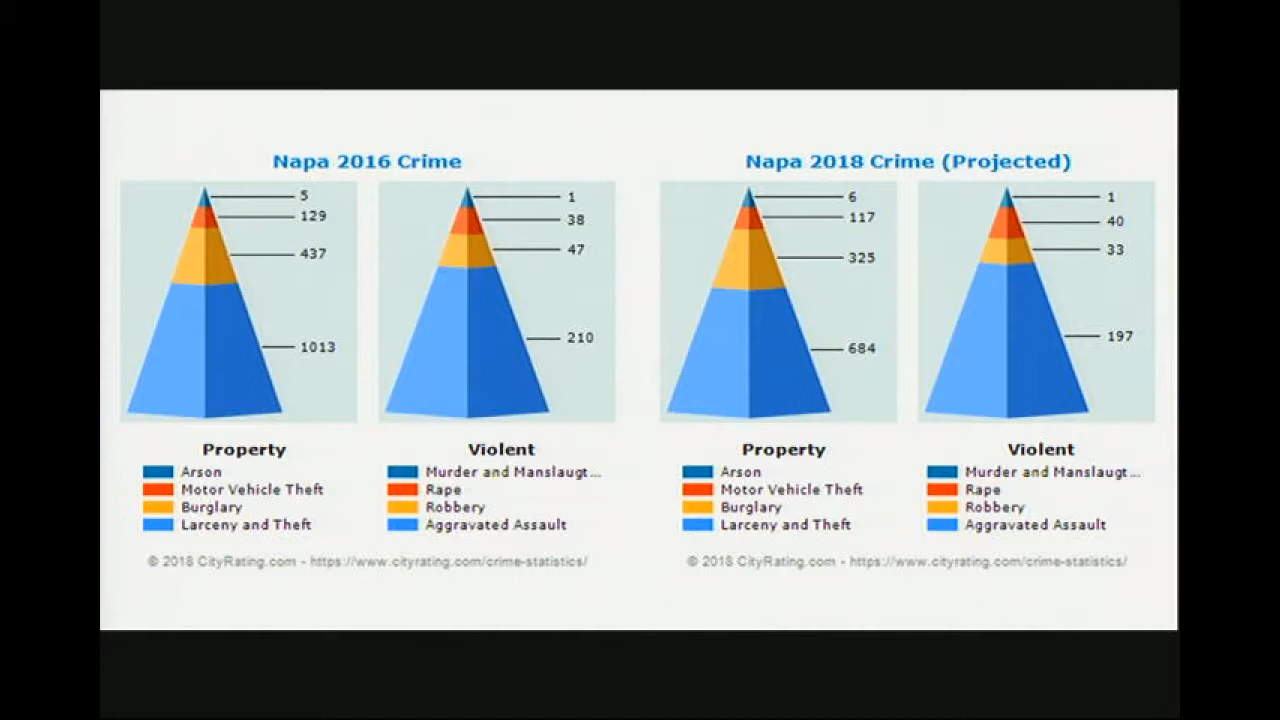 Napa 2016 Crime
5
129
437
1013
Property
Arson
Motor Vehicle Theft
Burglary
Larceny and Theft
1
38
47
210
Violent
Murder and Manslaugt...
Rape
Robbery
Aggravated Assault
© 2018 CityRating.com - https://www.cityrating.com/crime-statistics/
Napa 2018 Crime (Projected)
6
117
325
684
Property
Arson
Motor Vehicle Theft
Burglary
Larceny and Theft
1
40
33
197
Violent
Murder and Manslaugt...
Rape
Robbery
Aggravated Assault
© 2018 CityRating.com - https://www.cityrating.com/crime-statistics/